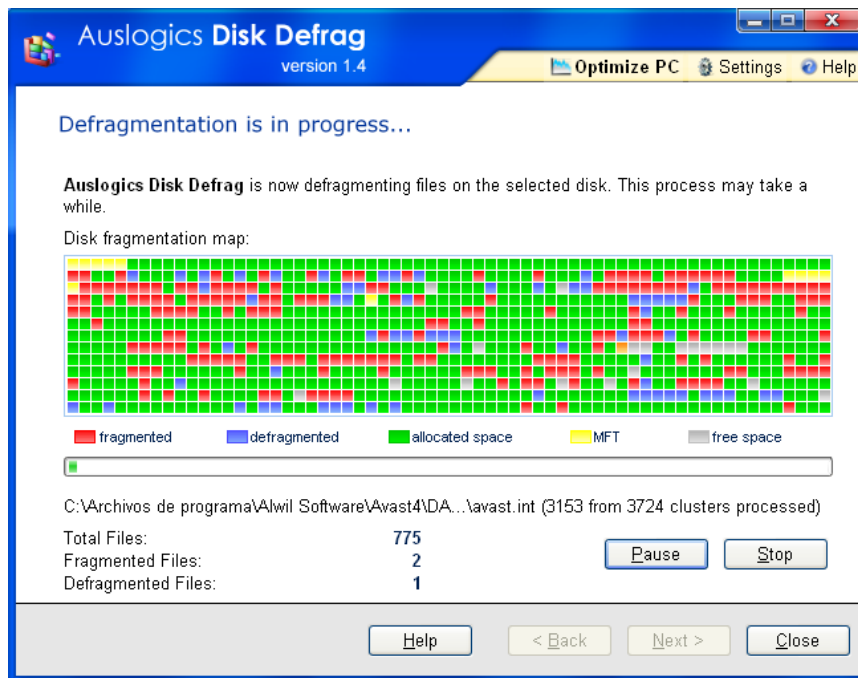 Auslogics Disk Defrag
version 1.4
Optimize PC Settings Help
Defragmentation is in progress...
Auslogics Disk Defrag is now defragmenting files on the selected disk. This process may take a
while.
Disk fragmentation map:
fragmented defragmented allocated space MFT free space
C:\Archivos de programa\Alwil Software\Avast4\DA...\avast.int (3153 from 3724 clusters processed)
Total Files: 775
Fragmented Files: 2
Defragmented Files: 1
Pause Stop
Help < Back Next > Close